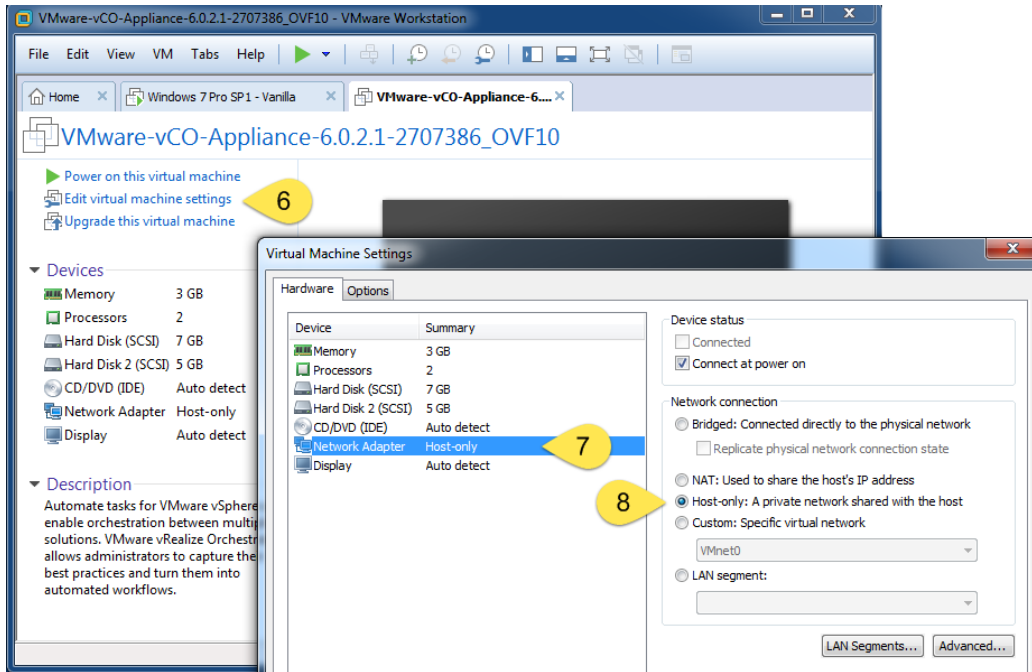 VMware-vCO-Appliance-6.0.2.1-2707386_OVF10 - VMware Workstation
File Edit View VM Tabs Help
Home Windows 7 Pro SP1 - Vanilla VMware-vCO-Appliance-6....
VMware-vCO-Appliance-6.0.2.1-2707386_OVF10
Power on this virtual machine
Edit virtual machine settings
6
Upgrade this virtual machine
Devices
Memory 3 GB
Processors 2
Hard Disk (SCSI) 7 GB
Hard Disk 2 (SCSI) 5 GB
CD/DVD (IDE) Auto detect
Network Adapter Host-only
Display Auto detect
Description
Automate tasks for VMware vSphere
enable orchestration between multip
solutions. VMware vRealize Orchestr
allows administrators to capture the
best practices and turn them into
automated workflows.
Virtual Machine Settings
Hardware Options
Device Summary
Memory 3 GB
Processors 2
Hard Disk (SCSI) 7 GB
Hard Disk 2 (SCSI) 5 GB
CD/DVD (IDE) Auto detect
Network Adapter Host-only
7
Display Auto detect
Device status
Connected
Connect at power on
Network connection
Bridged: Connected directly to the physical network
Replicate physical network connection state
NAT: Used to share the host's IP address
8
Host-only: A private network shared with the host
Custom: Specific virtual network
VMnet0
LAN segment:
LAN Segments... Advanced...